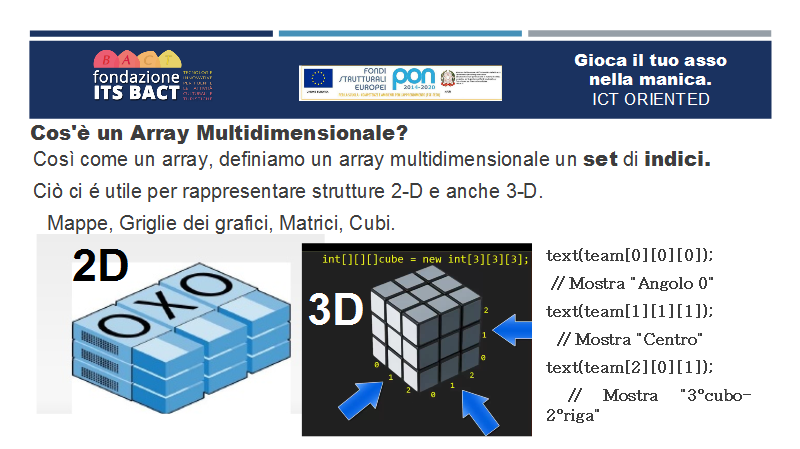 BACT
fondazione
ITS BACT
TECNOLOGIE
INNOVATIVE
FONDI
STRUTTURALI
EUROPEI
pon
2014-2020
Gioca il tuo asso
nella manica.
ICT ORIENTED
Cos'è un Array Multidimensionale?
Così come un array, definiamo un array multidimensionale un set di indici.
Ciò ci é utile per rappresentare strutture 2-D e anche 3-D.
Mappe, Griglie dei grafici, Matrici, Cubi.
2D
OXO
int[][][]cube = new int[3][3][3];
3D
2
1
0
0
1
2
0
1
2
text(team[0][0][0]);
// Mostra "Angolo 0"
text(team[1][1][1]);
// Mostra "Centro"
text(team[2][0][1]);
// Mostra "3°cubo-
2°riga"